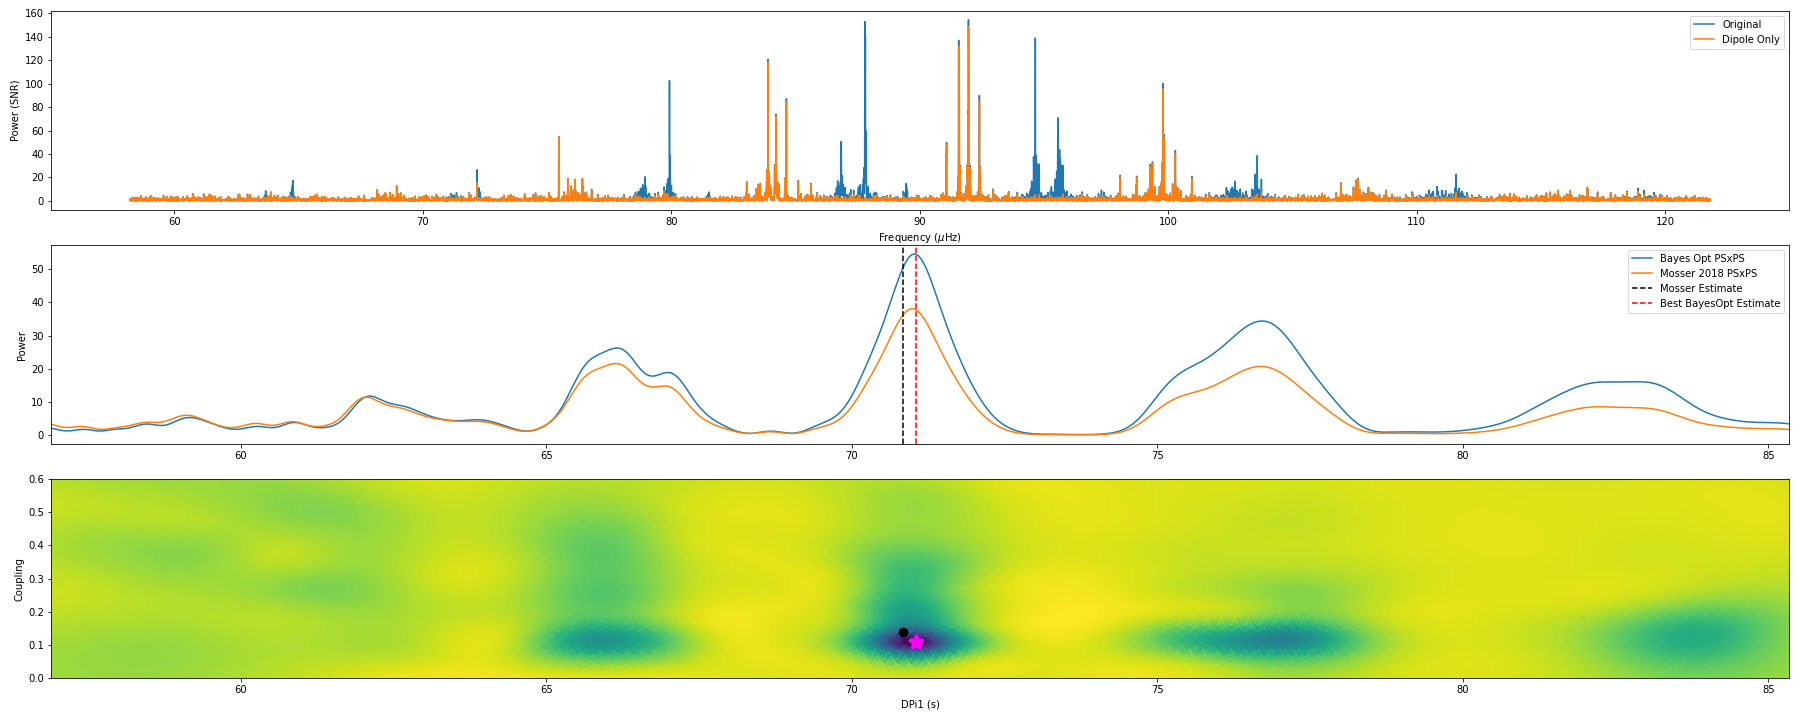 160
140
120
100
80
60
40
20
0
Power (SNR)
Original
Dipole Only
60 70 80 90 100 110 120
Frequency (μHz)
50
40
30
20
10
0
Power
Bayes Opt PSxPS
Mosser 2018 PSxPS
Mosser Estimate
Best BayesOpt Estimate
60 65 70 75 80 85
0.6
0.5
0.4
0.3
0.2
0.1
0.0
Coupling
60 65 70 75 80 85
DPi1 (s)